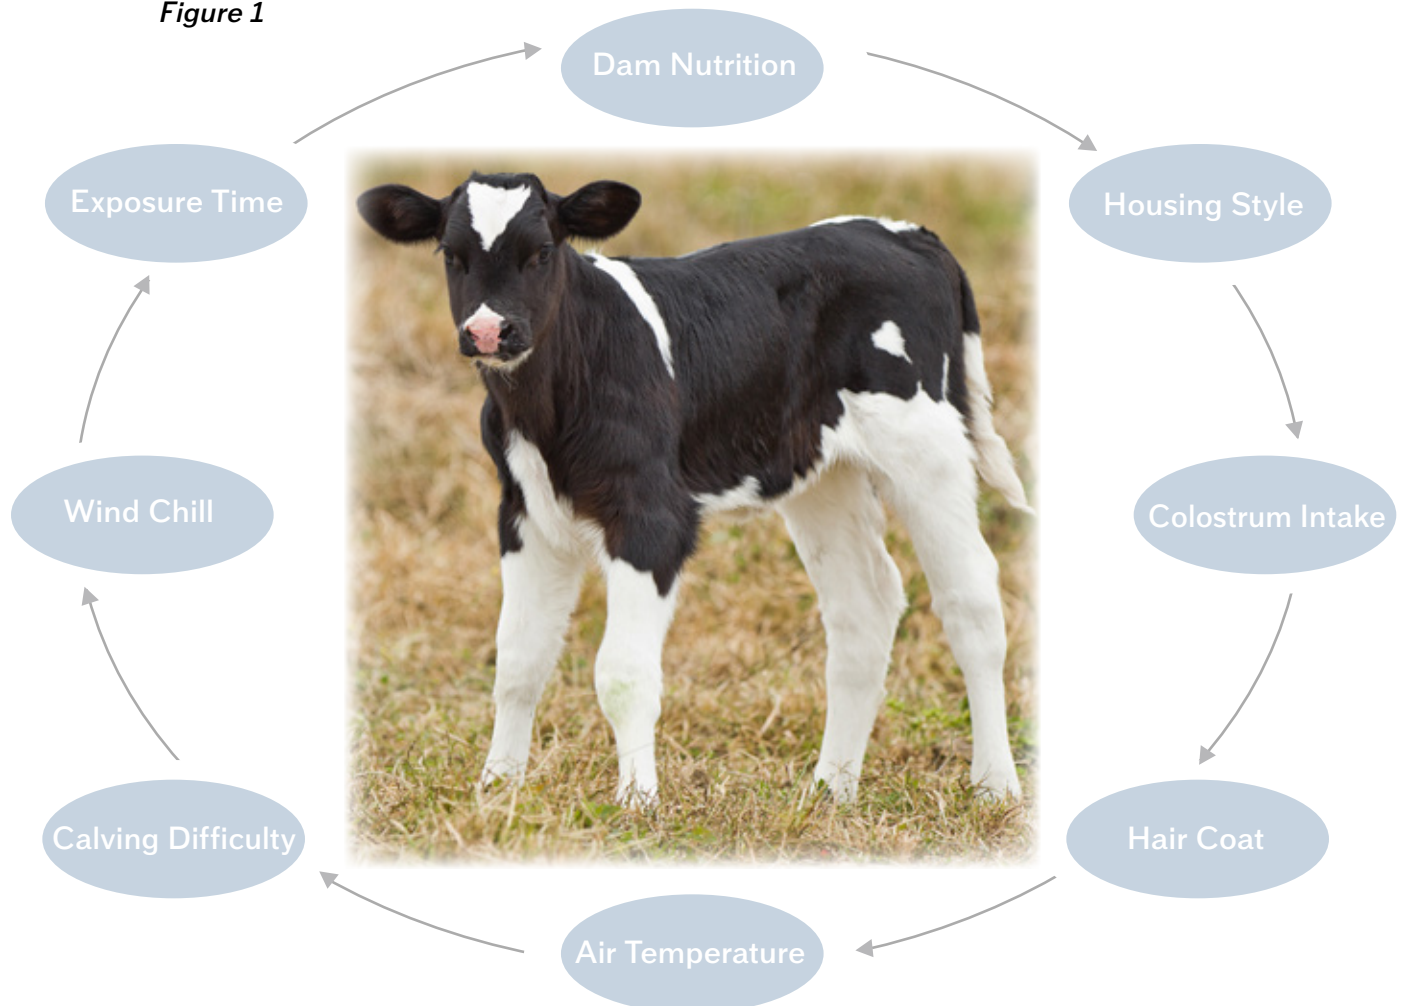 Figure 1
Dam Nutrition
Exposure Time
Housing Style
Wind Chill
Colostrum Intake
Calving Difficulty
Hair Coat
Air Temperature